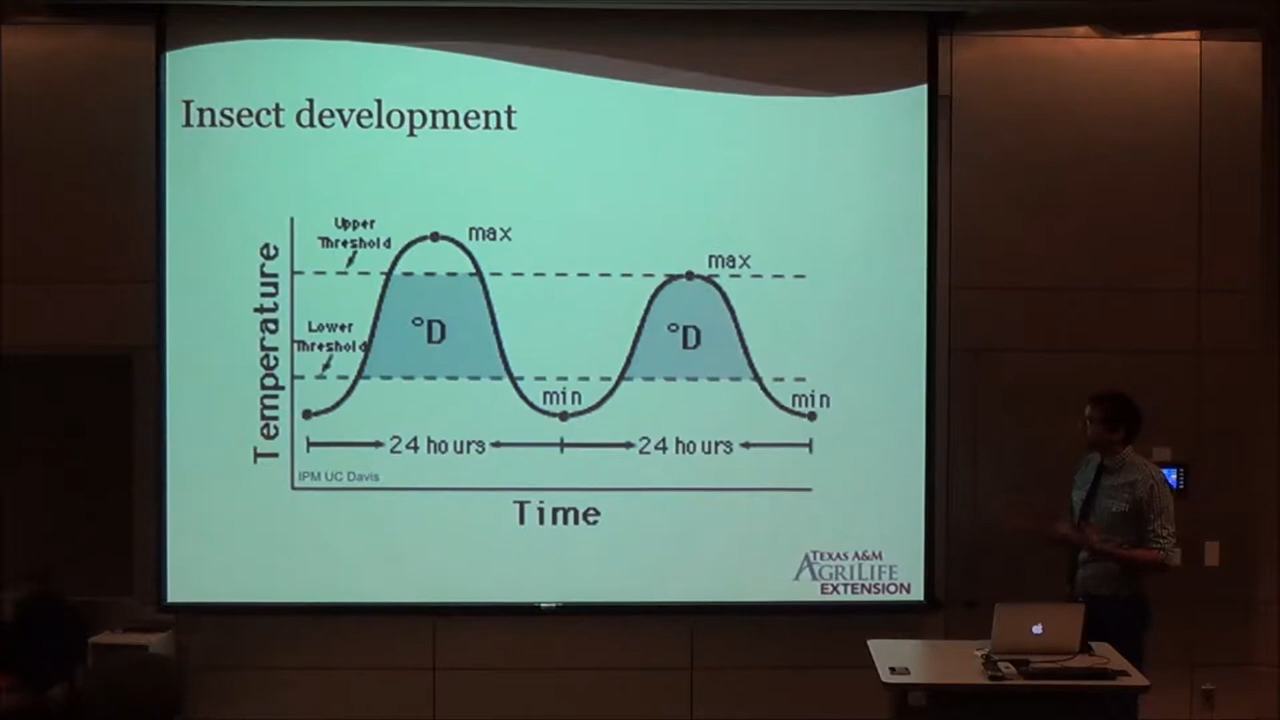 Insect development
Upper
Threshold
max
max
°D
°D
Lower
Threshold
min
min
Temperature
24 hours
24 hours
IPM UC Davis
Time
TEXAS A&M
AGRILIFE
EXTENSION